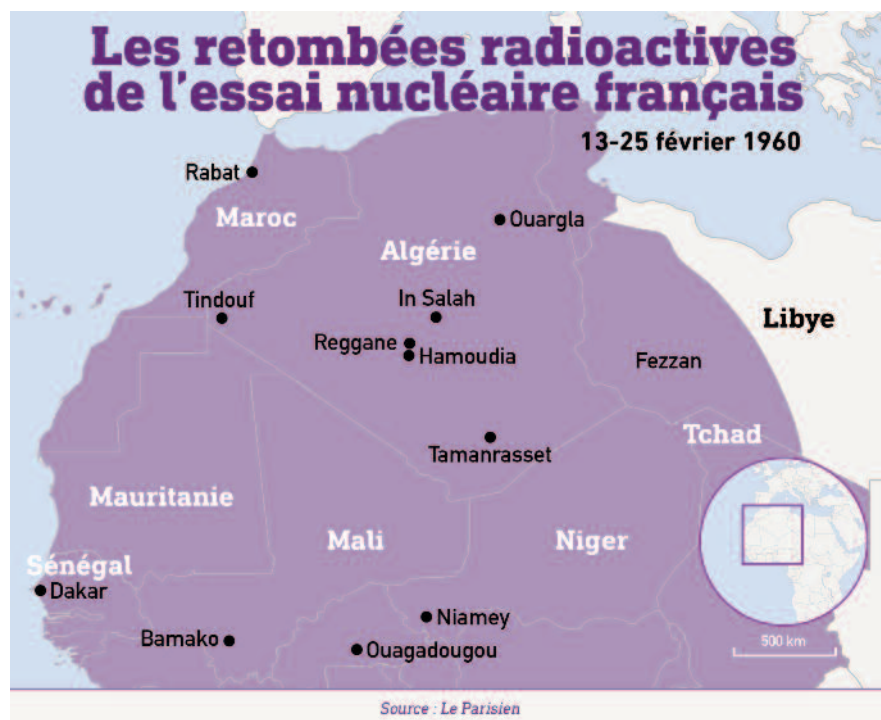 Les retombées radioactives
de l'essai nucléaire français
13-25 février 1960
Rabat
Maroc
Ouargla
Algérie
Tindouf
In Salah
Libye
Reggane
Hamoudia
Fezzan
Tchad
Tamanrasset
Mauritanie
Mali
Niger
Sénégal
Dakar
Niamey
Bamako
Ouagadougou
500 km
Source : Le Parisien